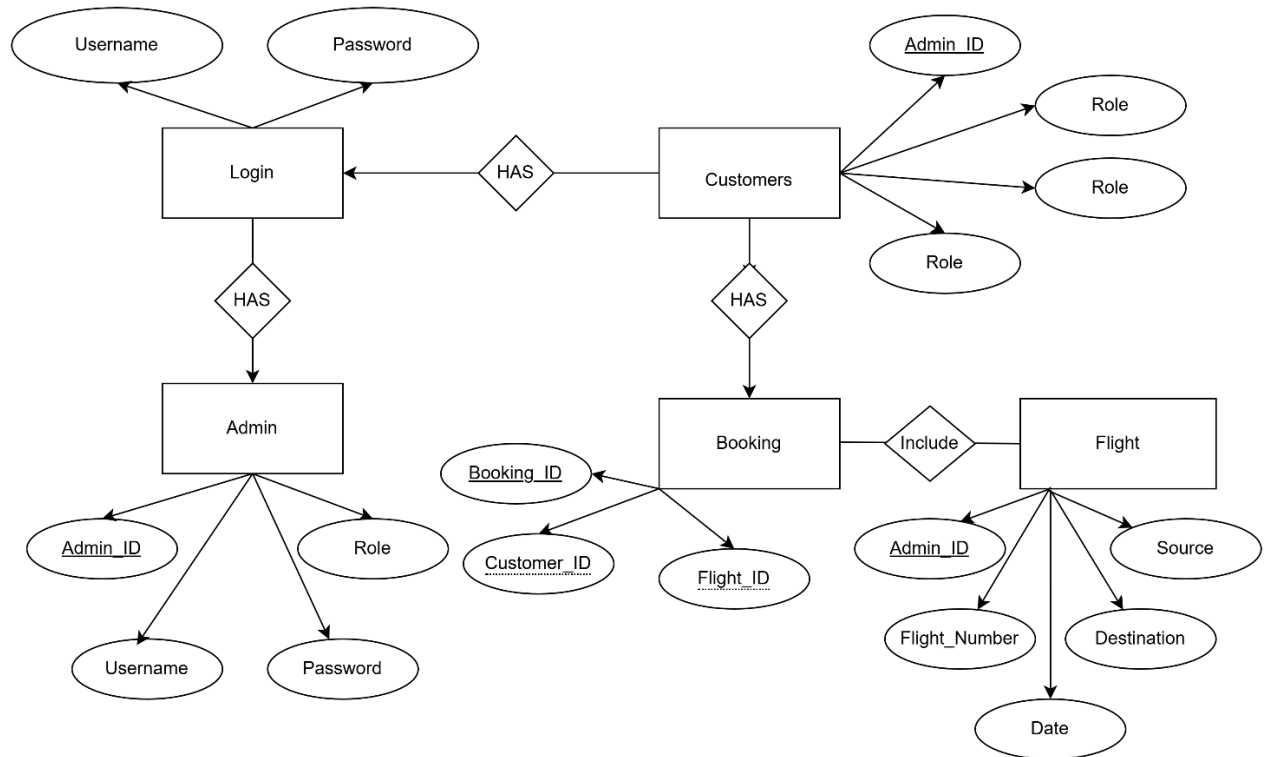 Username
Password
Admin_ID
Role
Login
HAS
Customers
Role
Role
HAS
HAS
Admin
Booking
Include
Flight
Booking_ID
Admin_ID
Role
Customer_ID
Flight_ID
Admin_ID
Source
Username
Password
Flight_Number
Destination
Date